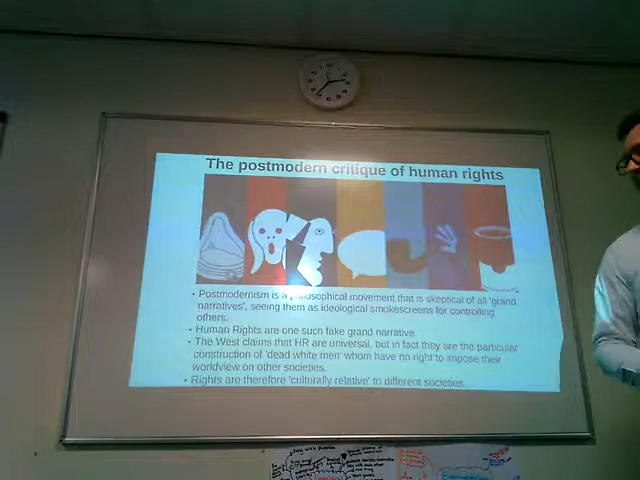 The postmodern critique of human rights
• Postmodernism is a philosophical movement that is skeptical of all 'grand
narratives', seeing them as ideological smokescreens for controlling
others.
• Human Rights are one such fake grand narrative.
• The West claims that HR are universal, but in fact they are the particular
construction of 'dead white men' whom have no right to impose their
worldview on other societies.
• Rights are therefore 'culturally relative' to different societies.